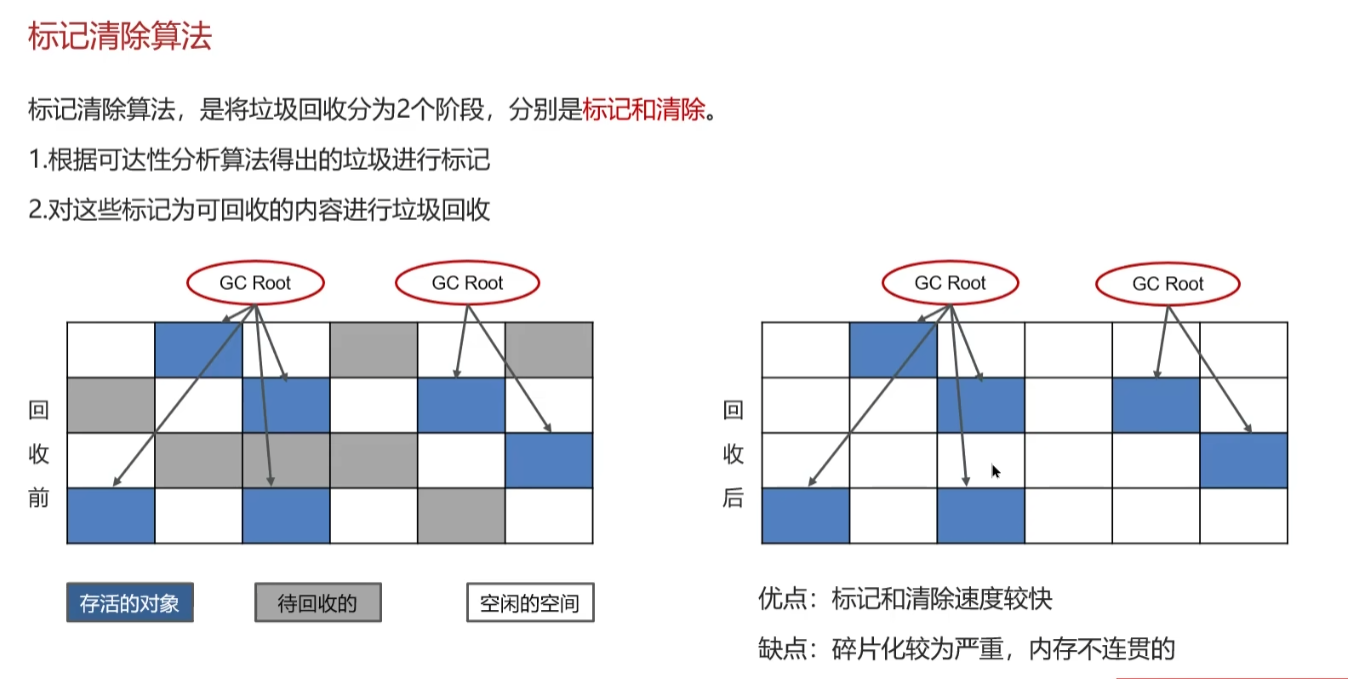 标记清除算法
标记清除算法，是将垃圾回收分为2个阶段，分别是标记和清除。
1.根据可达性分析算法得出的垃圾进行标记
2.对这些标记为可回收的内容进行垃圾回收
GC Root
GC Root
回收前
存活的对象
待回收的
空闲的空间
GC Root
GC Root
回收后
优点：标记和清除速度较快
缺点：碎片化较为严重，内存不连贯的